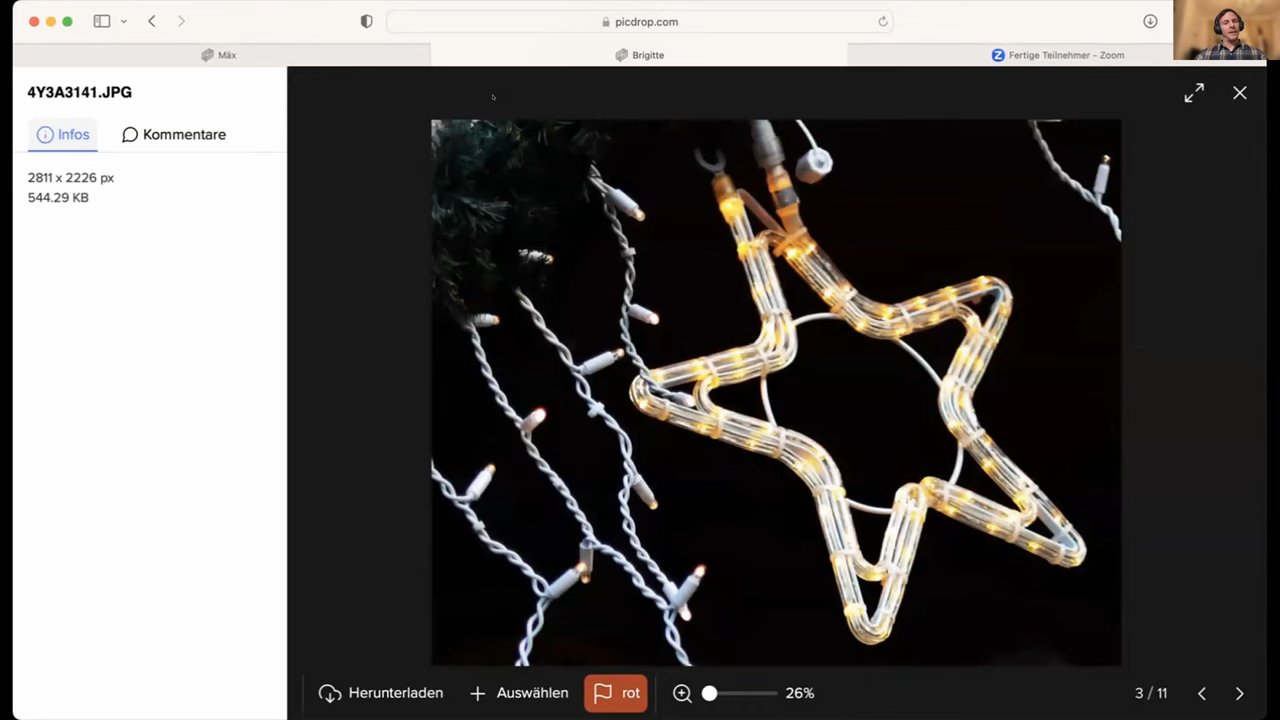 picdrop.com
Mäx
Brigitte
Fertige Teilnehmer – Zoom
4Y3A3141.JPG
Infos
Kommentare
2811 x 2226 px
544.29 KB
Herunterladen
Auswählen
rot
26%
3 / 11